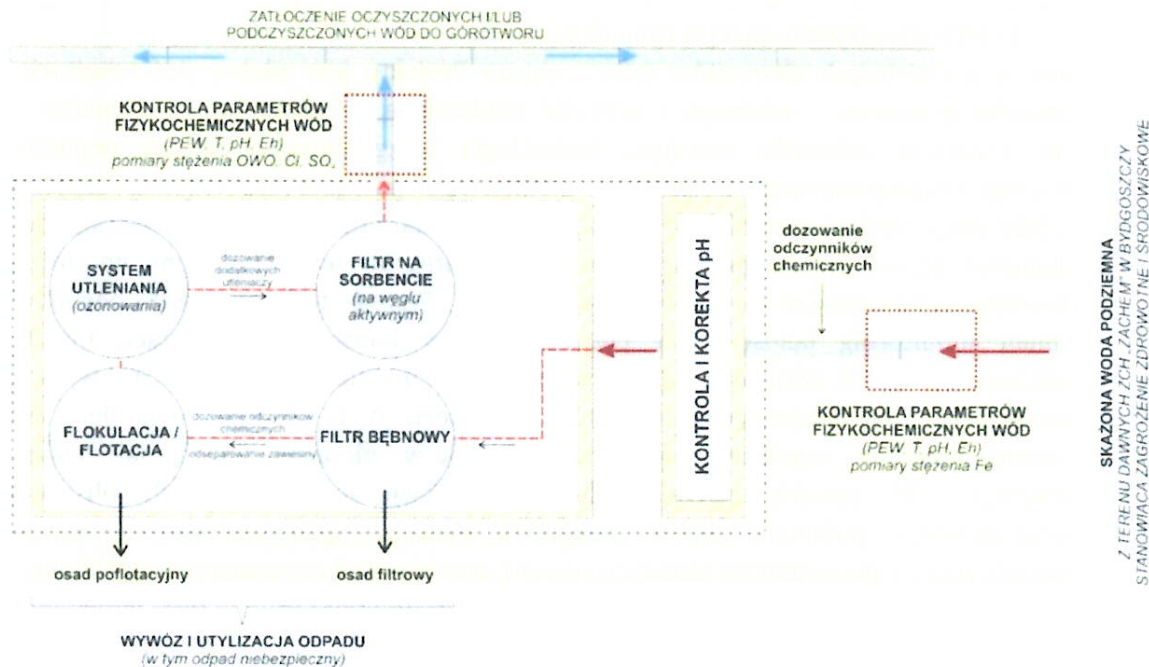 ZATŁOCZENIE OCZYSZCZONYCH I/LUB
PODCZYSZCZONYCH WÓD DO GÓROTWORU
KONTROLA PARAMETRÓW
FIZYKOCHEMICZNYCH WÓD
(PEW, T, pH, Eh)
pomiary stężenia OWO, Cl, SO₄
SYSTEM
UTLENIANIA
(ozonowania)
dozowanie
dodatkowych
utleniaczy
FILTR NA
SORBENCIE
(na węglu
aktywnym)
FLOKULACJA /
FLOTACJA
dozowanie odczynników
chemicznych
odseparowanie zawiesiny
FILTR BĘBNOWY
KONTROLA I KOREKTA pH
dozowanie
odczynników
chemicznych
KONTROLA PARAMETRÓW
FIZYKOCHEMICZNYCH WÓD
(PEW, T, pH, Eh)
pomiary stężenia Fe
SKAŻONA WODA PODZIEMNA
Z TERENU DAWNYCH ZCH „ZACHEM" W BYDGOSZCZY
STANOWIĄCA ZAGROŻENIE ZDROWOTNE I ŚRODOWISKOWE
osad poflotacyjny
osad filtrowy
WYWÓZ I UTYLIZACJA ODPADU
(w tym odpad niebezpieczny)